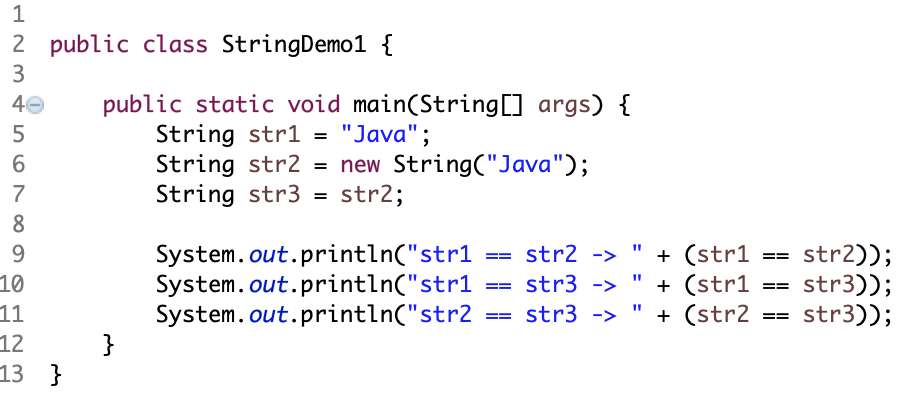 1
2 public class StringDemo1 {
3
4 public static void main(String[] args) {
5 String str1 = "Java";
6 String str2 = new String("Java");
7 String str3 = str2;
8
9 System.out.println("str1 == str2 -> " + (str1 == str2));
10 System.out.println("str1 == str3 -> " + (str1 == str3));
11 System.out.println("str2 == str3 -> " + (str2 == str3));
12 }
13 }